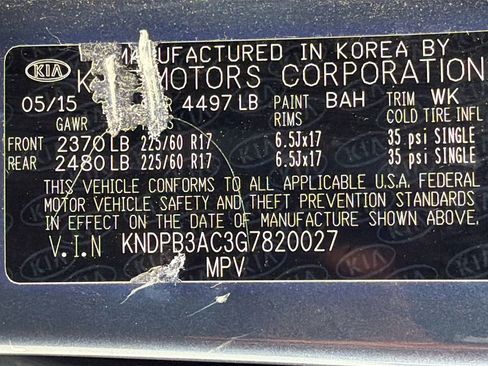 KIA MANUFACTURED IN KOREA BY
K MOTORS CORPORATION
05/15 R 4497 LB PAINT BAH TRIM WK
GAWR RIMS COLD TIRE INFL
FRONT 2370 LB 225/60 R17 6.5Jx17 35 psi SINGLE
REAR 2480 LB 225/60 R17 6.5Jx17 35 psi SINGLE
THIS VEHICLE CONFORMS TO ALL APPLICABLE U.S.A. FEDERAL
MOTOR VEHICLE SAFETY AND THEFT PREVENTION STANDARDS
IN EFFECT ON THE DATE OF MANUFACTURE SHOWN ABOVE.
V.I.N KNDPB3AC3G7820027
MPV